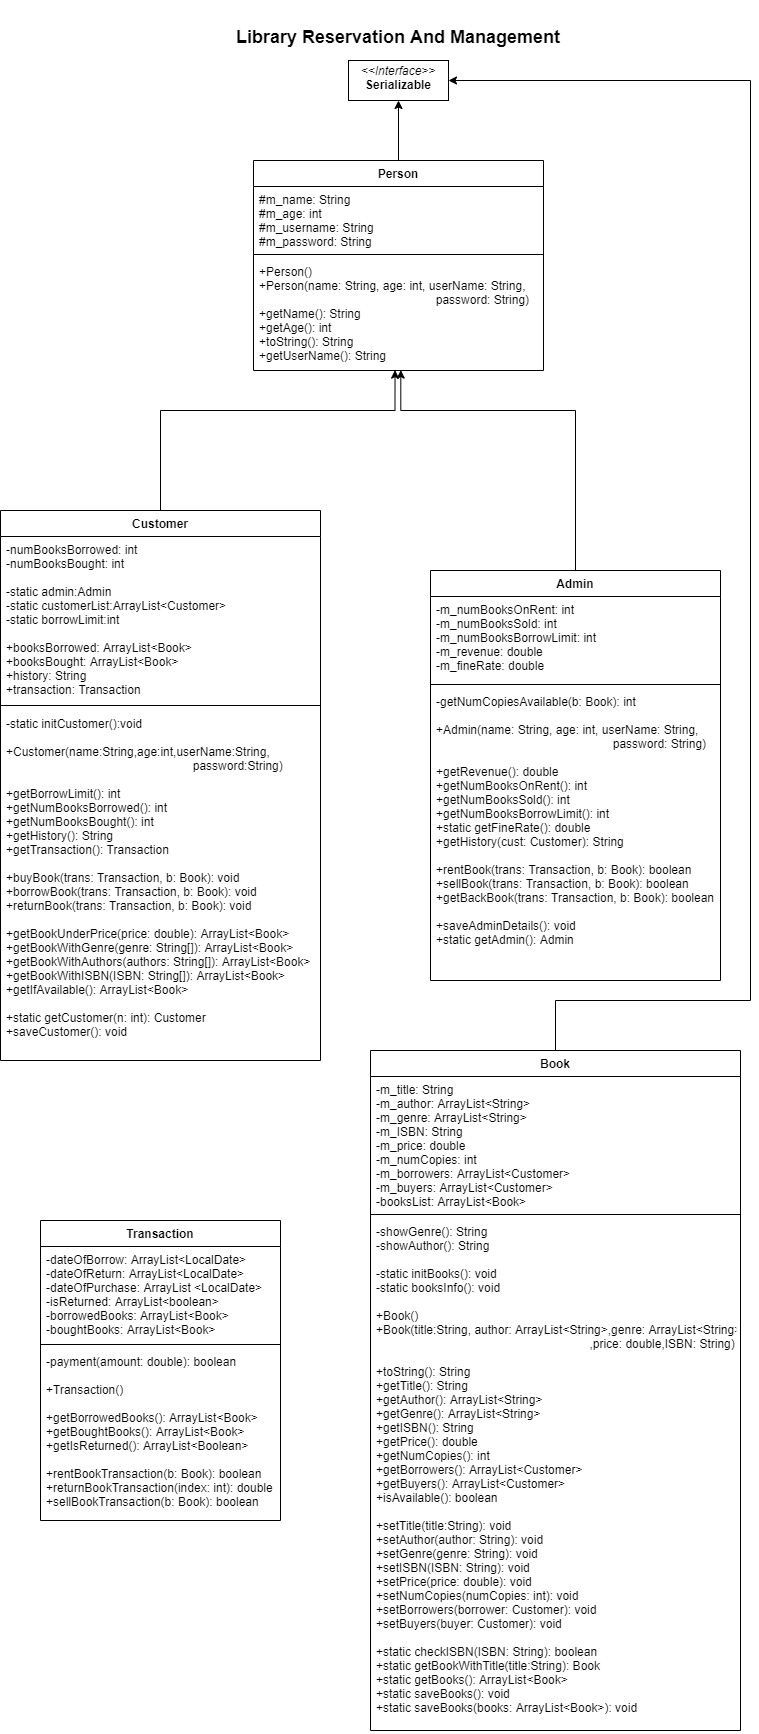 Library Reservation And Management
<<Interface>>
Serializable
Person
#m_name: String
#m_age: int
#m_username: String
#m_password: String
+Person()
+Person(name: String, age: int, userName: String,
password: String)
+getName(): String
+getAge(): int
+toString(): String
+getUserName(): String
Customer
-numBooksBorrowed: int
-numBooksBought: int
-static admin:Admin
-static customerList:ArrayList<Customer>
-static borrowLimit:int
+booksBorrowed: ArrayList<Book>
+booksBought: ArrayList<Book>
+history: String
+transaction: Transaction
-static initCustomer():void
+Customer(name:String,age:int,userName:String,
password:String)
+getBorrowLimit(): int
+getNumBooksBorrowed(): int
+getNumBooksBought(): int
+getHistory(): String
+getTransaction(): Transaction
+buyBook(trans: Transaction, b: Book): void
+borrowBook(trans: Transaction, b: Book): void
+returnBook(trans: Transaction, b: Book): void
+getBookUnderPrice(price: double): ArrayList<Book>
+getBookWithGenre(genre: String[]): ArrayList<Book>
+getBookWithAuthors(authors: String[]): ArrayList<Book>
+getBookWithISBN(ISBN: String[]): ArrayList<Book>
+getIfAvailable(): ArrayList<Book>
+static getCustomer(n: int): Customer
+saveCustomer(): void
Admin
-m_numBooksOnRent: int
-m_numBooksSold: int
-m_numBooksBorrowLimit: int
-m_revenue: double
-m_fineRate: double
-getNumCopiesAvailable(b: Book): int
+Admin(name: String, age: int, userName: String,
password: String)
+getRevenue(): double
+getNumBooksOnRent(): int
+getNumBooksSold(): int
+getNumBooksBorrowLimit(): int
+static getFineRate(): double
+getHistory(cust: Customer): String
+rentBook(trans: Transaction, b: Book): boolean
+sellBook(trans: Transaction, b: Book): boolean
+getBackBook(trans: Transaction, b: Book): boolean
+saveAdminDetails(): void
+static getAdmin(): Admin
Transaction
-dateOfBorrow: ArrayList<LocalDate>
-dateOfReturn: ArrayList<LocalDate>
-dateOfPurchase: ArrayList <LocalDate>
-isReturned: ArrayList<boolean>
-borrowedBooks: ArrayList<Book>
-boughtBooks: ArrayList<Book>
-payment(amount: double): boolean
+Transaction()
+getBorrowedBooks(): ArrayList<Book>
+getBoughtBooks(): ArrayList<Book>
+getIsReturned(): ArrayList<Boolean>
+rentBookTransaction(b: Book): boolean
+returnBookTransaction(index: int): double
+sellBookTransaction(b: Book): boolean
Book
-m_title: String
-m_author: ArrayList<String>
-m_genre: ArrayList<String>
-m_ISBN: String
-m_price: double
-m_numCopies: int
-m_borrowers: ArrayList<Customer>
-m_buyers: ArrayList<Customer>
-booksList: ArrayList<Book>
-showGenre(): String
-showAuthor(): String
-static initBooks(): void
-static booksInfo(): void
+Book()
+Book(title:String, author: ArrayList<String>,genre: ArrayList<String>
,price: double,ISBN: String)
+toString(): String
+getTitle(): String
+getAuthor(): ArrayList<String>
+getGenre(): ArrayList<String>
+getISBN(): String
+getPrice(): double
+getNumCopies(): int
+getBorrowers(): ArrayList<Customer>
+getBuyers(): ArrayList<Customer>
+isAvailable(): boolean
+setTitle(title:String): void
+setAuthor(author: String): void
+setGenre(genre: String): void
+setISBN(ISBN: String): void
+setPrice(price: double): void
+setNumCopies(numCopies: int): void
+setBorrowers(borrower: Customer): void
+setBuyers(buyer: Customer): void
+static checkISBN(ISBN: String): boolean
+static getBookWithTitle(title:String): Book
+static getBooks(): ArrayList<Book>
+static saveBooks(): void
+static saveBooks(books: ArrayList<Book>): void